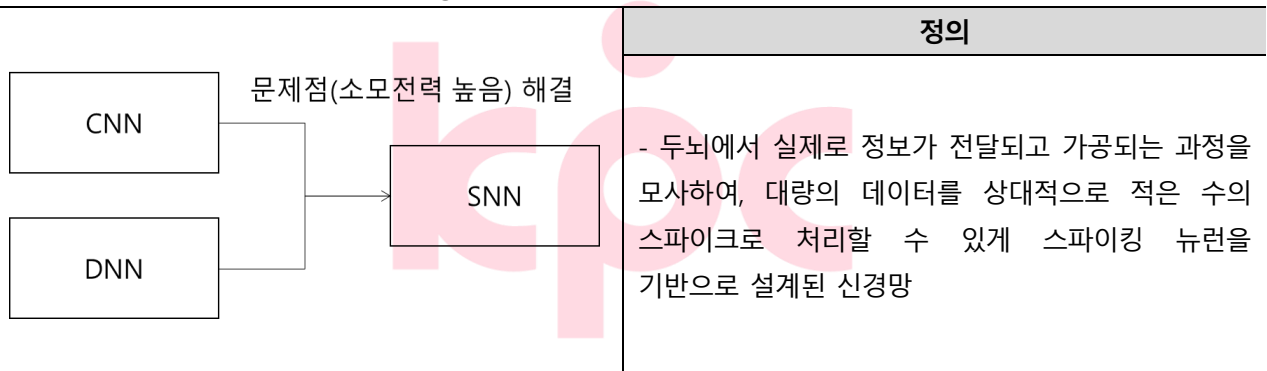 정의
문제점(소모전력 높음) 해결
CNN
SNN
DNN
- 두뇌에서 실제로 정보가 전달되고 가공되는 과정을
모사하여, 대량의 데이터를 상대적으로 적은 수의
스파이크로 처리할 수 있게 스파이킹 뉴런을
기반으로 설계된 신경망
kpc